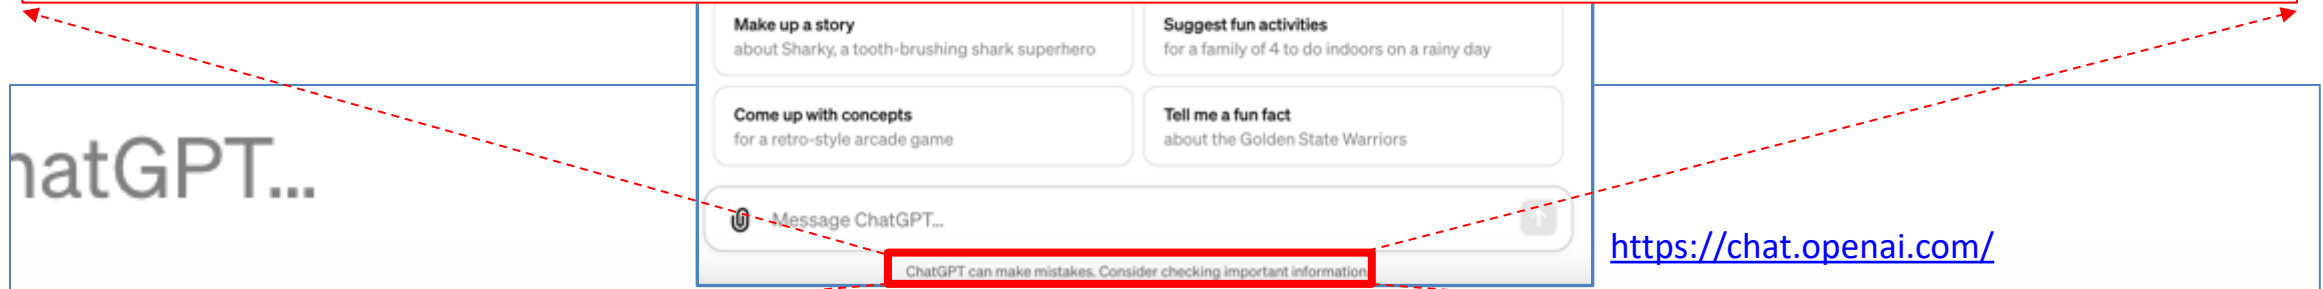 Make up a story
about Sharky, a tooth-brushing shark superhero
Suggest fun activities
for a family of 4 to do indoors on a rainy day
Come up with concepts
for a retro-style arcade game
Tell me a fun fact
about the Golden State Warriors
hatGPT...
Message ChatGPT...
https://chat.openai.com/
ChatGPT can make mistakes. Consider checking important information.